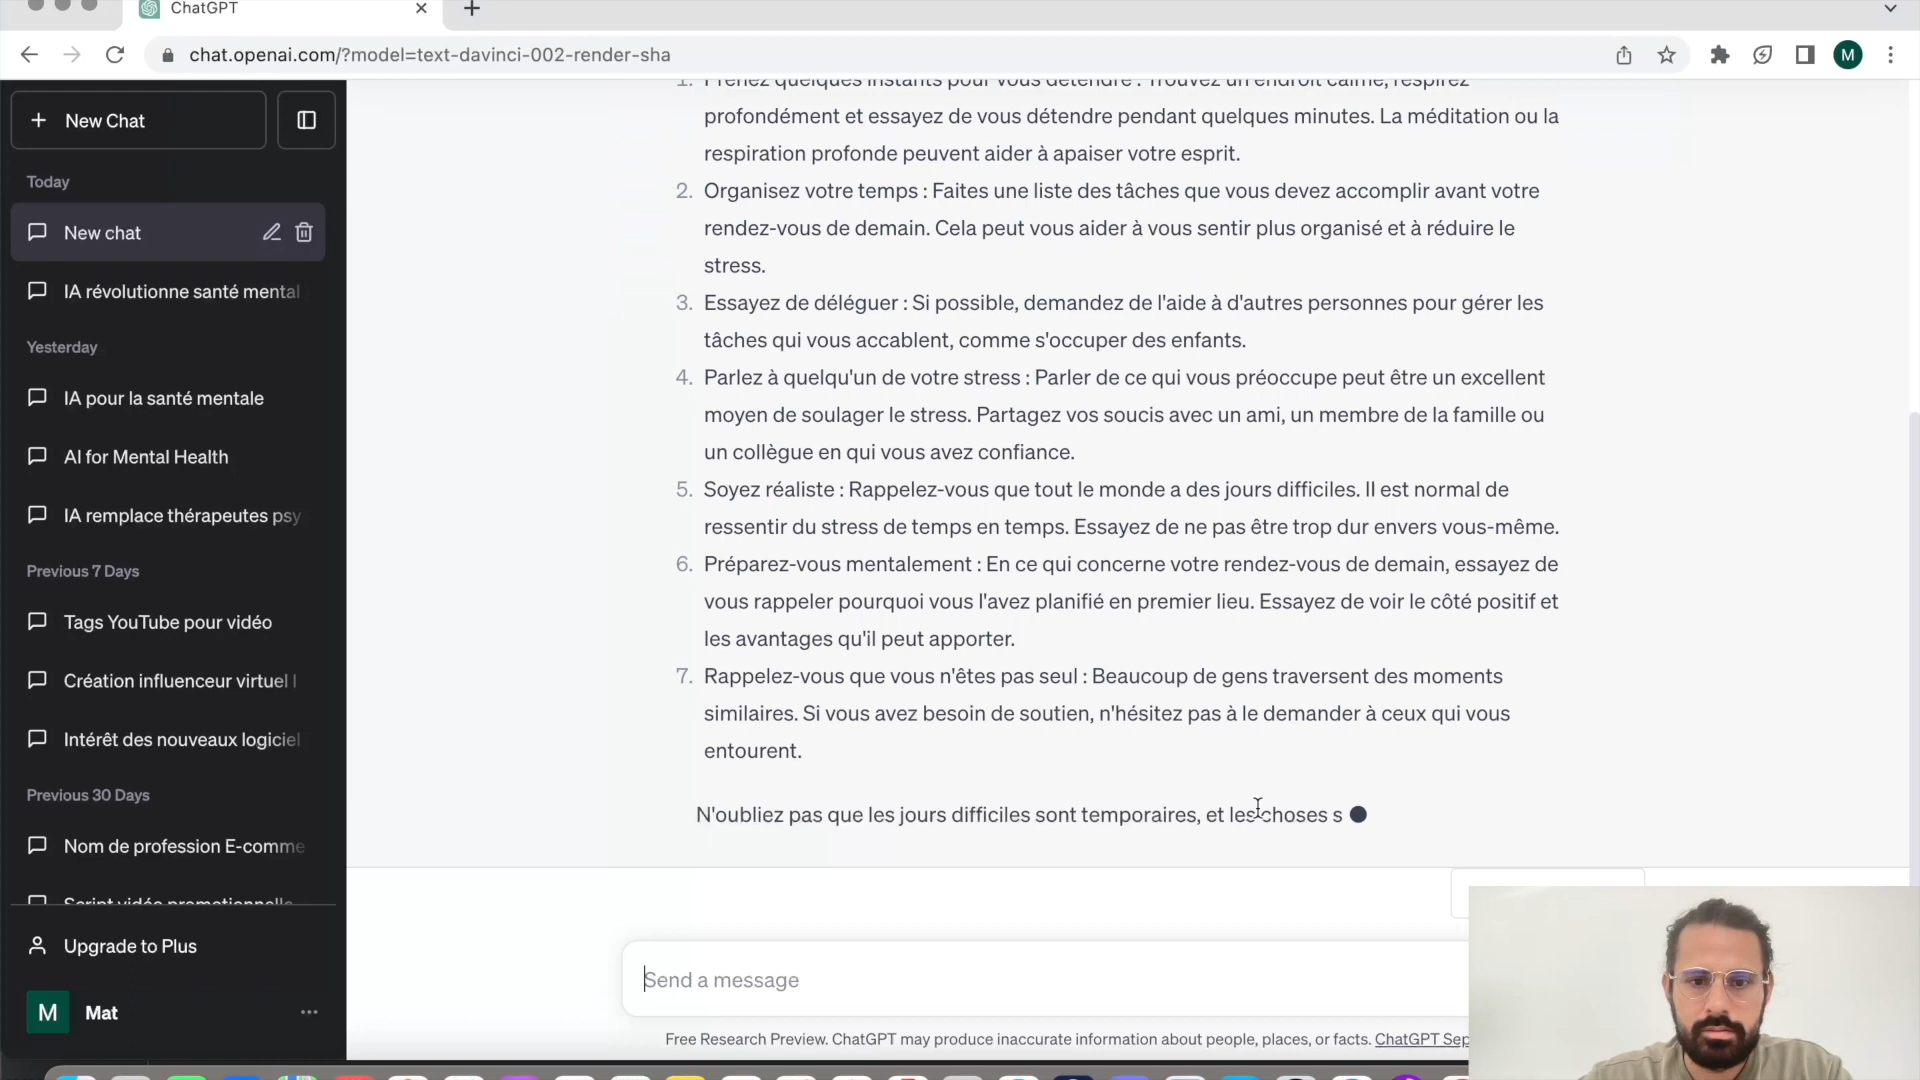 ChatGPT
chat.openai.com/?model=text-davinci-002-render-sha
M
New Chat
Today
New chat
IA révolutionne santé mental
Yesterday
IA pour la santé mentale
AI for Mental Health
IA remplace thérapeutes psy
Previous 7 Days
Tags YouTube pour vidéo
Création influenceur virtuel I
Intérêt des nouveaux logiciel
Previous 30 Days
Nom de profession E-comme
Script vidéo promotionnelle
Upgrade to Plus
M
Mat
1. Prenez quelques instants pour vous détendre : Trouvez un endroit calme, respirez
profondément et essayez de vous détendre pendant quelques minutes. La méditation ou la
respiration profonde peuvent aider à apaiser votre esprit.
2. Organisez votre temps : Faites une liste des tâches que vous devez accomplir avant votre
rendez-vous de demain. Cela peut vous aider à vous sentir plus organisé et à réduire le
stress.
3. Essayez de déléguer : Si possible, demandez de l'aide à d'autres personnes pour gérer les
tâches qui vous accablent, comme s'occuper des enfants.
4. Parlez à quelqu'un de votre stress : Parler de ce qui vous préoccupe peut être un excellent
moyen de soulager le stress. Partagez vos soucis avec un ami, un membre de la famille ou
un collègue en qui vous avez confiance.
5. Soyez réaliste : Rappelez-vous que tout le monde a des jours difficiles. Il est normal de
ressentir du stress de temps en temps. Essayez de ne pas être trop dur envers vous-même.
6. Préparez-vous mentalement : En ce qui concerne votre rendez-vous de demain, essayez de
vous rappeler pourquoi vous l'avez planifié en premier lieu. Essayez de voir le côté positif et
les avantages qu'il peut apporter.
7. Rappelez-vous que vous n'êtes pas seul : Beaucoup de gens traversent des moments
similaires. Si vous avez besoin de soutien, n'hésitez pas à le demander à ceux qui vous
entourent.
N'oubliez pas que les jours difficiles sont temporaires, et les choses s
Send a message
Free Research Preview. ChatGPT may produce inaccurate information about people, places, or facts. ChatGPT Sep